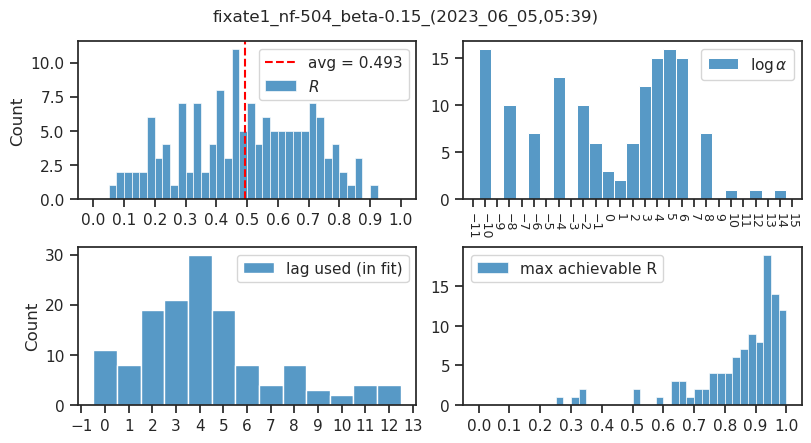 fixate1_nf-504_beta-0.15_(2023_06_05,05:39)
Count
10.0
7.5
5.0
2.5
0.0
avg = 0.493
R
0.0 0.1 0.2 0.3 0.4 0.5 0.6 0.7 0.8 0.9 1.0
15
10
5
0
log α
−11 −10 −9 −8 −7 −6 −5 −4 −3 −2 −1 0 1 2 3 4 5 6 7 8 9 10 11 12 13 14 15
Count
30
20
10
0
lag used (in fit)
−1 0 1 2 3 4 5 6 7 8 9 10 11 12 13
15
10
5
0
max achievable R
0.0 0.1 0.2 0.3 0.4 0.5 0.6 0.7 0.8 0.9 1.0